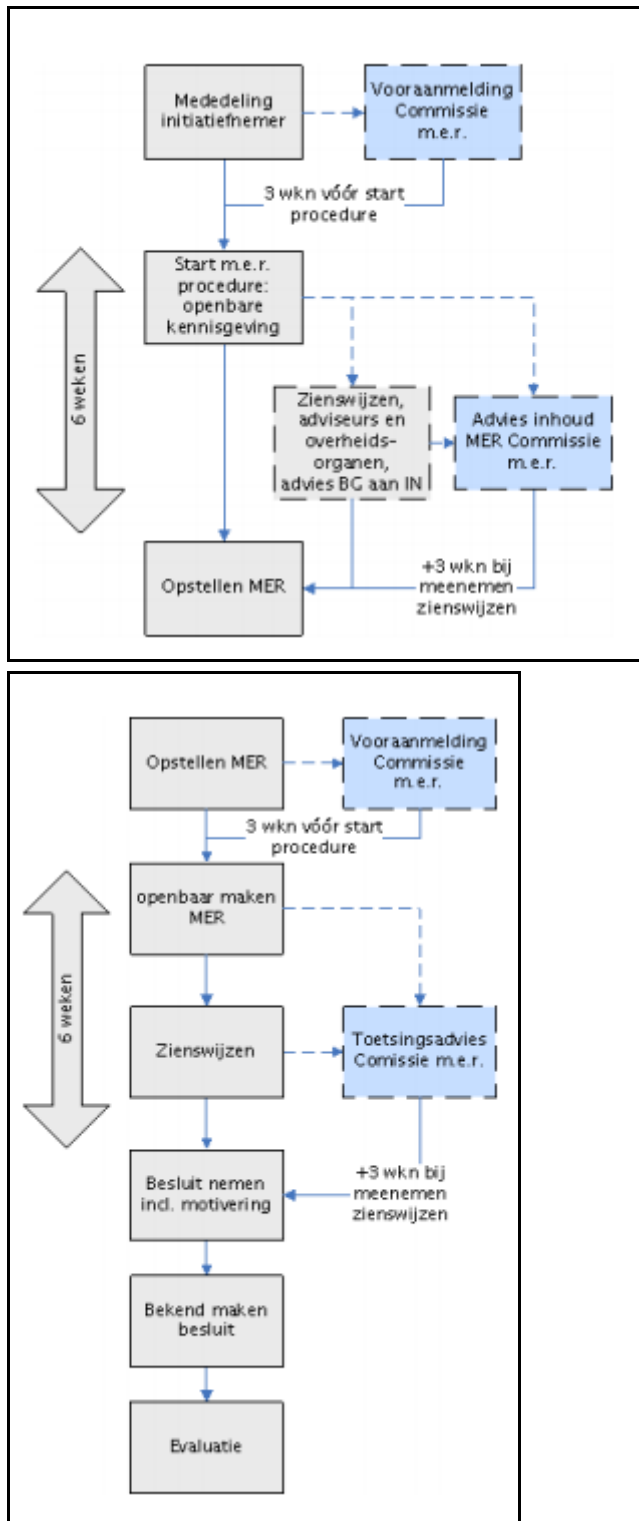 Mededeling
initiatiefnemer
Vooraanmelding
Commissie
m.e.r.
3 wkn vóór start
procedure
Start m.e.r.
procedure:
openbare
kennisgeving
6 weken
Zienswijzen,
adviseurs en
overheids-
organen,
advies BG aan IN
Advies inhoud
MER Commissie
m.e.r.
+3 wkn bij
meenemen
zienswijzen
Opstellen MER
Opstellen MER
Vooraanmelding
Commissie
m.e.r.
3 wkn vóór start
procedure
openbaar maken
MER
6 weken
Zienswijzen
Toetsingsadvies
Comissie m.e.r.
+3 wkn bij
meenemen
zienswijzen
Besluit nemen
incl. motivering
Bekend maken
besluit
Evaluatie